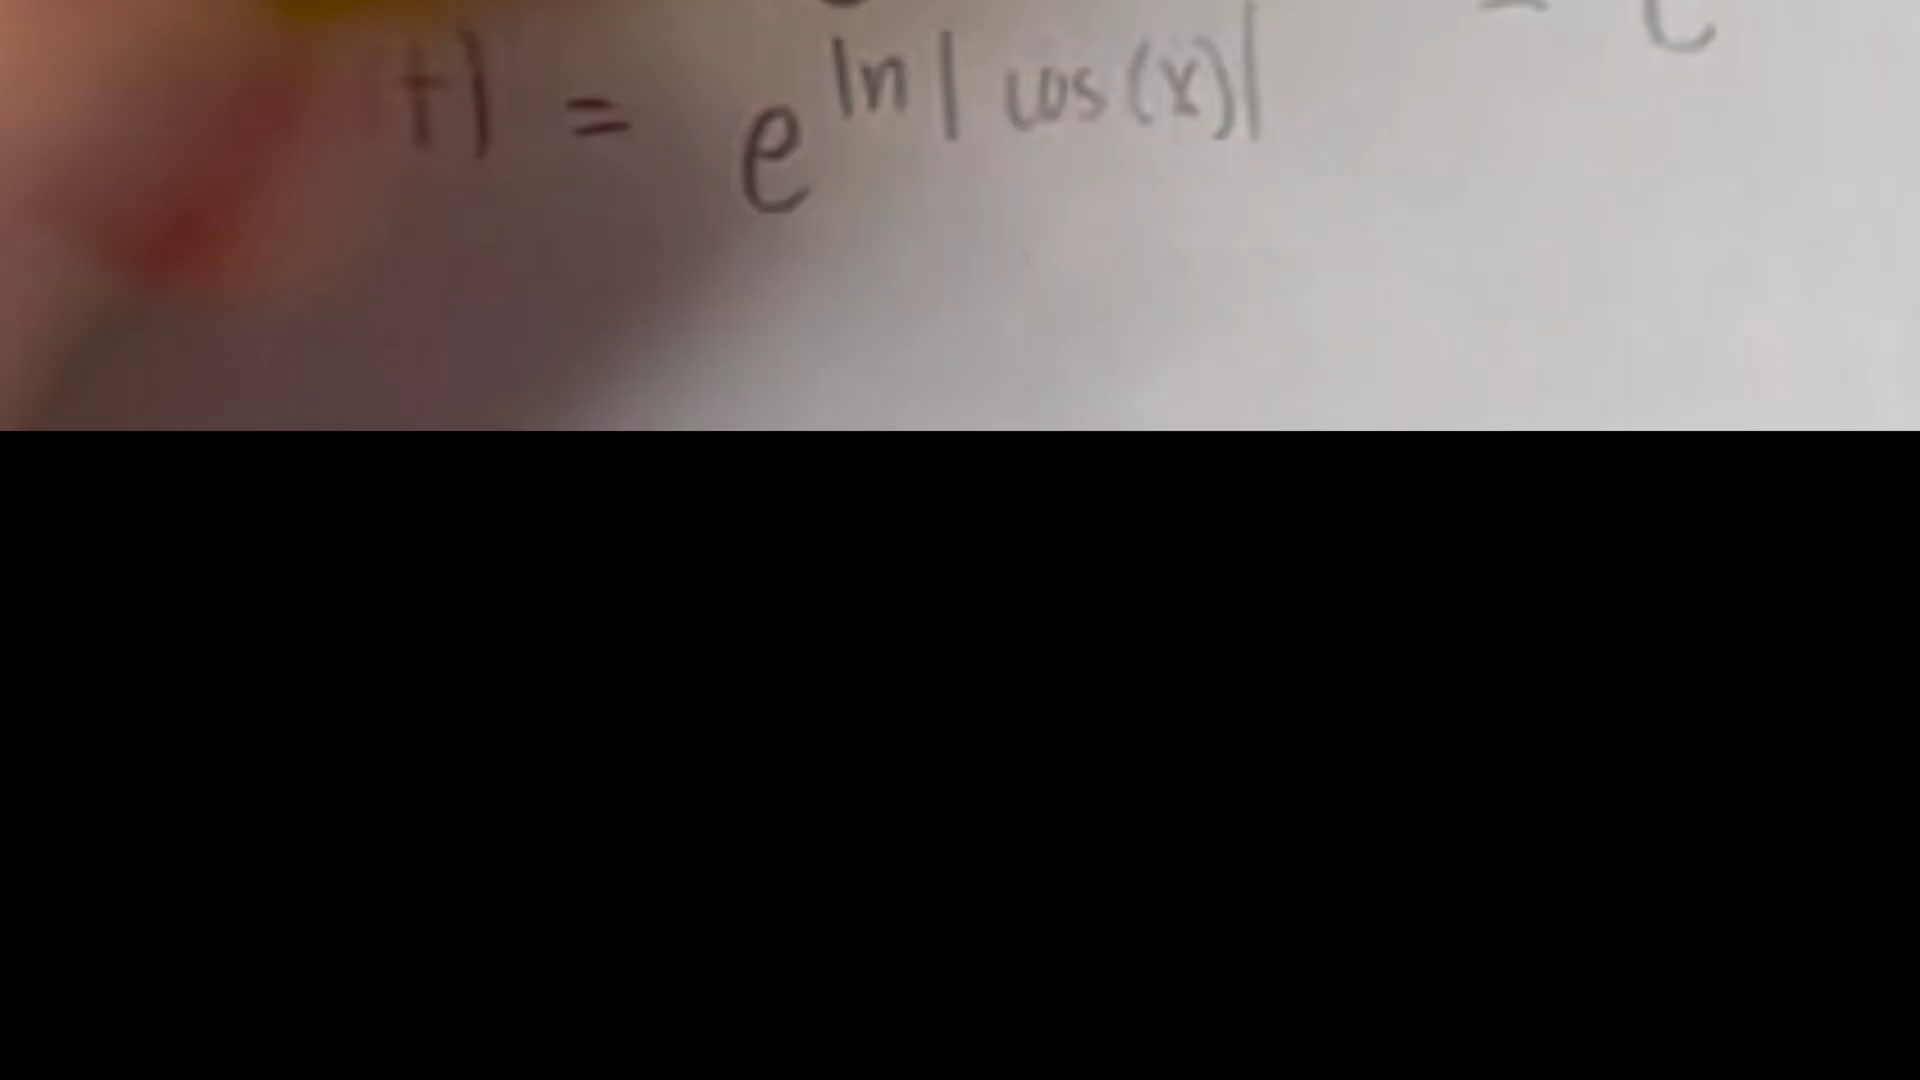 t) = e^{ln|cos(x)|}